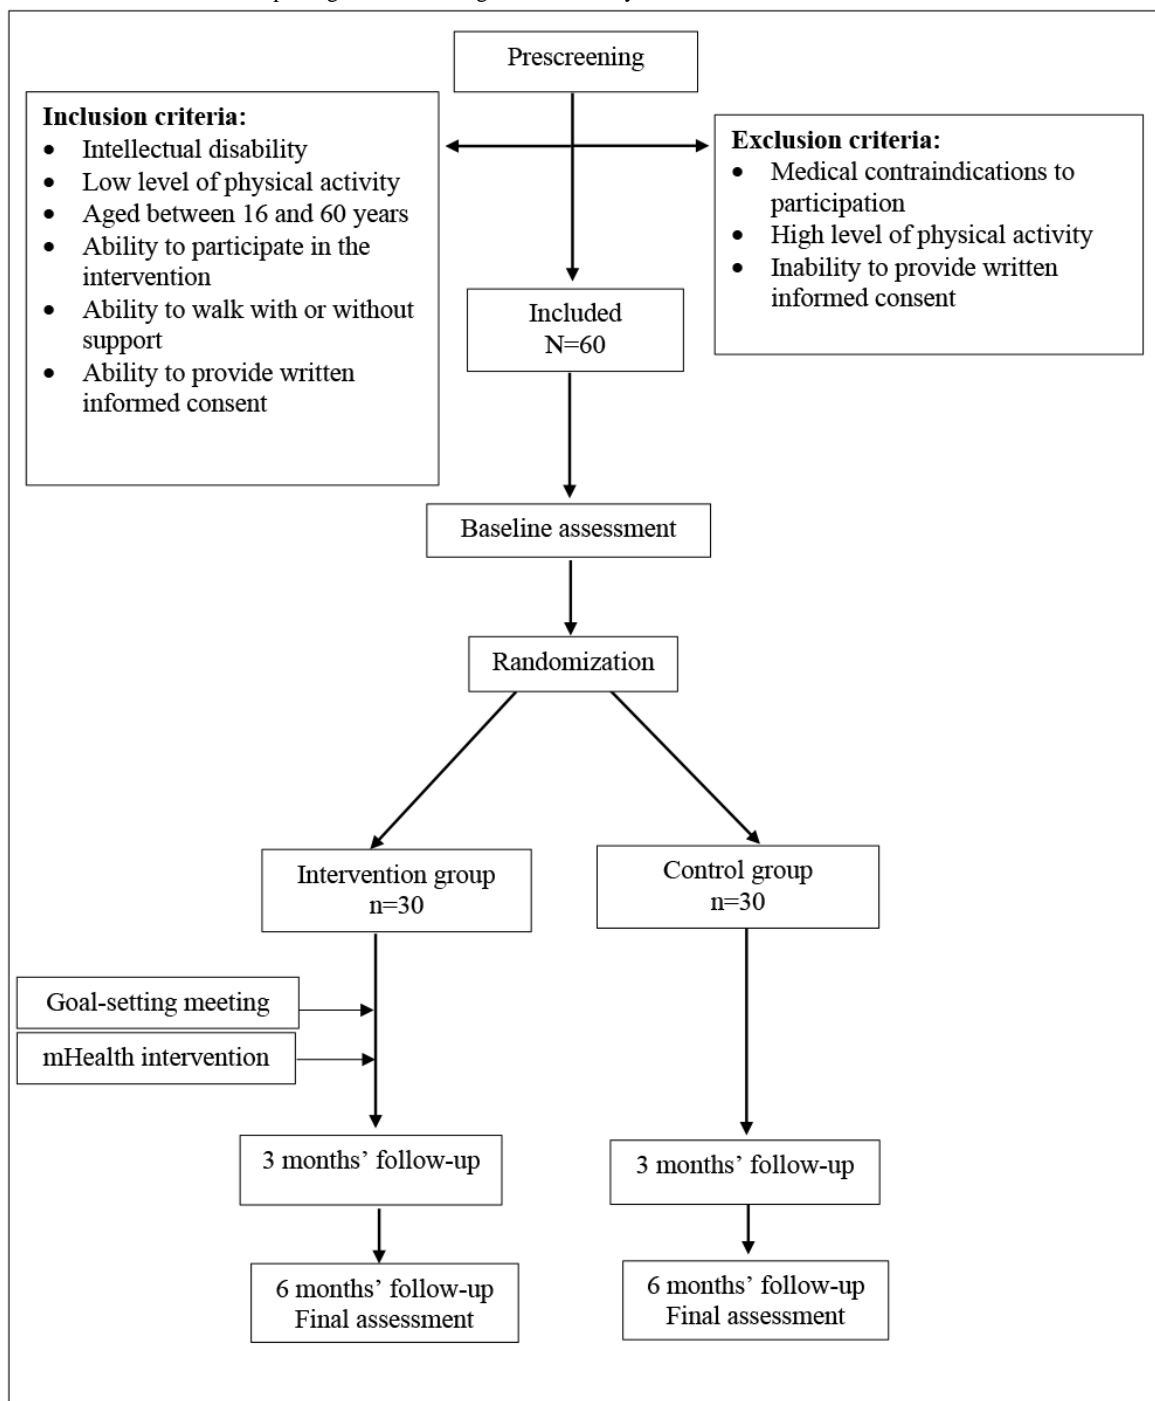 Prescreening
Inclusion criteria:
• Intellectual disability
• Low level of physical activity
• Aged between 16 and 60 years
• Ability to participate in the
intervention
• Ability to walk with or without
support
• Ability to provide written
informed consent
Exclusion criteria:
• Medical contraindications to
participation
• High level of physical activity
• Inability to provide written
informed consent
Included
N=60
Baseline assessment
Randomization
Intervention group
n=30
Control group
n=30
Goal-setting meeting
mHealth intervention
3 months’ follow-up
3 months’ follow-up
6 months’ follow-up
Final assessment
6 months’ follow-up
Final assessment